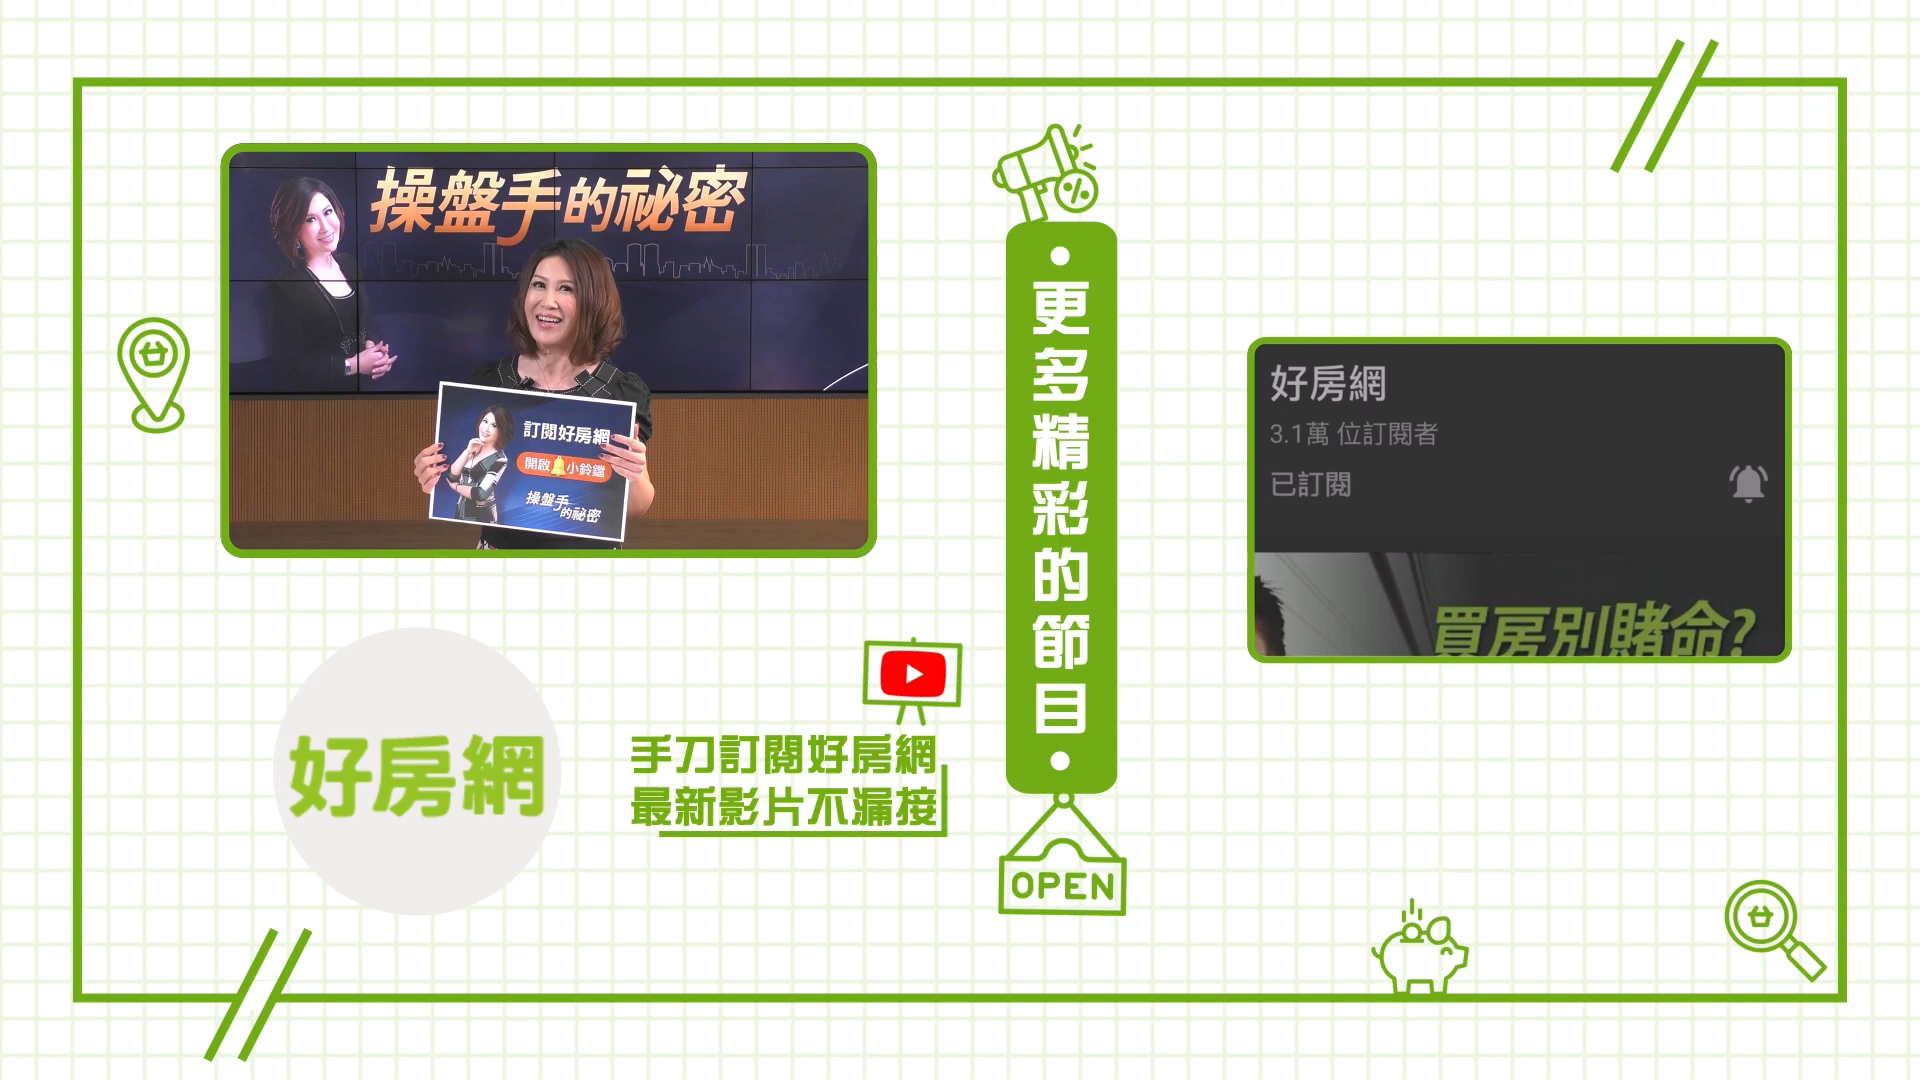 操盤手的祕密
訂閱好房網
開啟小鈴鐺
操盤手的祕密
好房網
手刀訂閱好房網
最新影片不漏接
%
更多精彩的節目
OPEN
好房網
3.1萬 位訂閱者
已訂閱
買房別賭命?